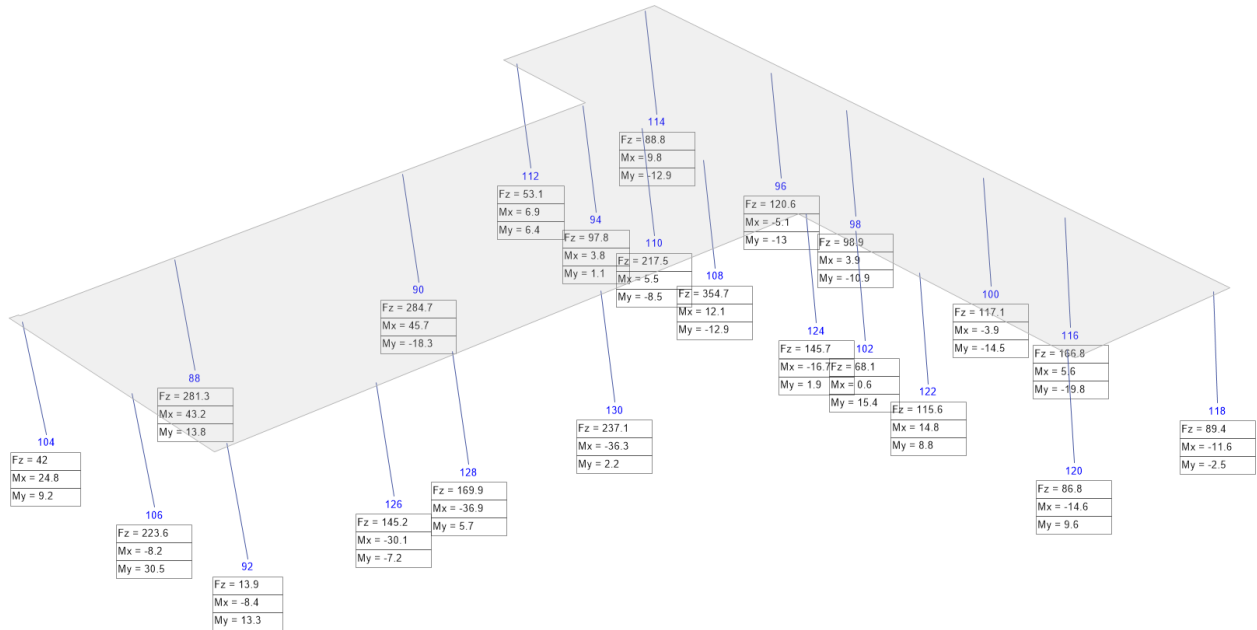 114
Fz = 88.8
Mx = 9.8
My = -12.9
112
Fz = 53.1
Mx = 6.9
My = 6.4
96
Fz = 120.6
Mx = -5.1
My = -13
94
Fz = 97.8
Mx = 3.8
My = 1.1
98
Fz = 98.9
Mx = 3.9
My = -10.9
110
Fz = 217.5
Mx = 5.5
My = -8.5
108
Fz = 354.7
Mx = 12.1
My = -12.9
90
Fz = 284.7
Mx = 45.7
My = -18.3
100
Fz = 117.1
Mx = -3.9
My = -14.5
124
Fz = 145.7
Mx = -16.7
My = 1.9
102
Fz = 68.1
Mx = 0.6
My = 15.4
116
Fz = 166.8
Mx = 5.6
My = -19.8
88
Fz = 281.3
Mx = 43.2
My = 13.8
122
Fz = 115.6
Mx = 14.8
My = 8.8
130
Fz = 237.1
Mx = -36.3
My = 2.2
118
Fz = 89.4
Mx = -11.6
My = -2.5
104
Fz = 42
Mx = 24.8
My = 9.2
128
Fz = 169.9
Mx = -36.9
My = 5.7
120
Fz = 86.8
Mx = -14.6
My = 9.6
126
Fz = 145.2
Mx = -30.1
My = -7.2
106
Fz = 223.6
Mx = -8.2
My = 30.5
92
Fz = 13.9
Mx = -8.4
My = 13.3